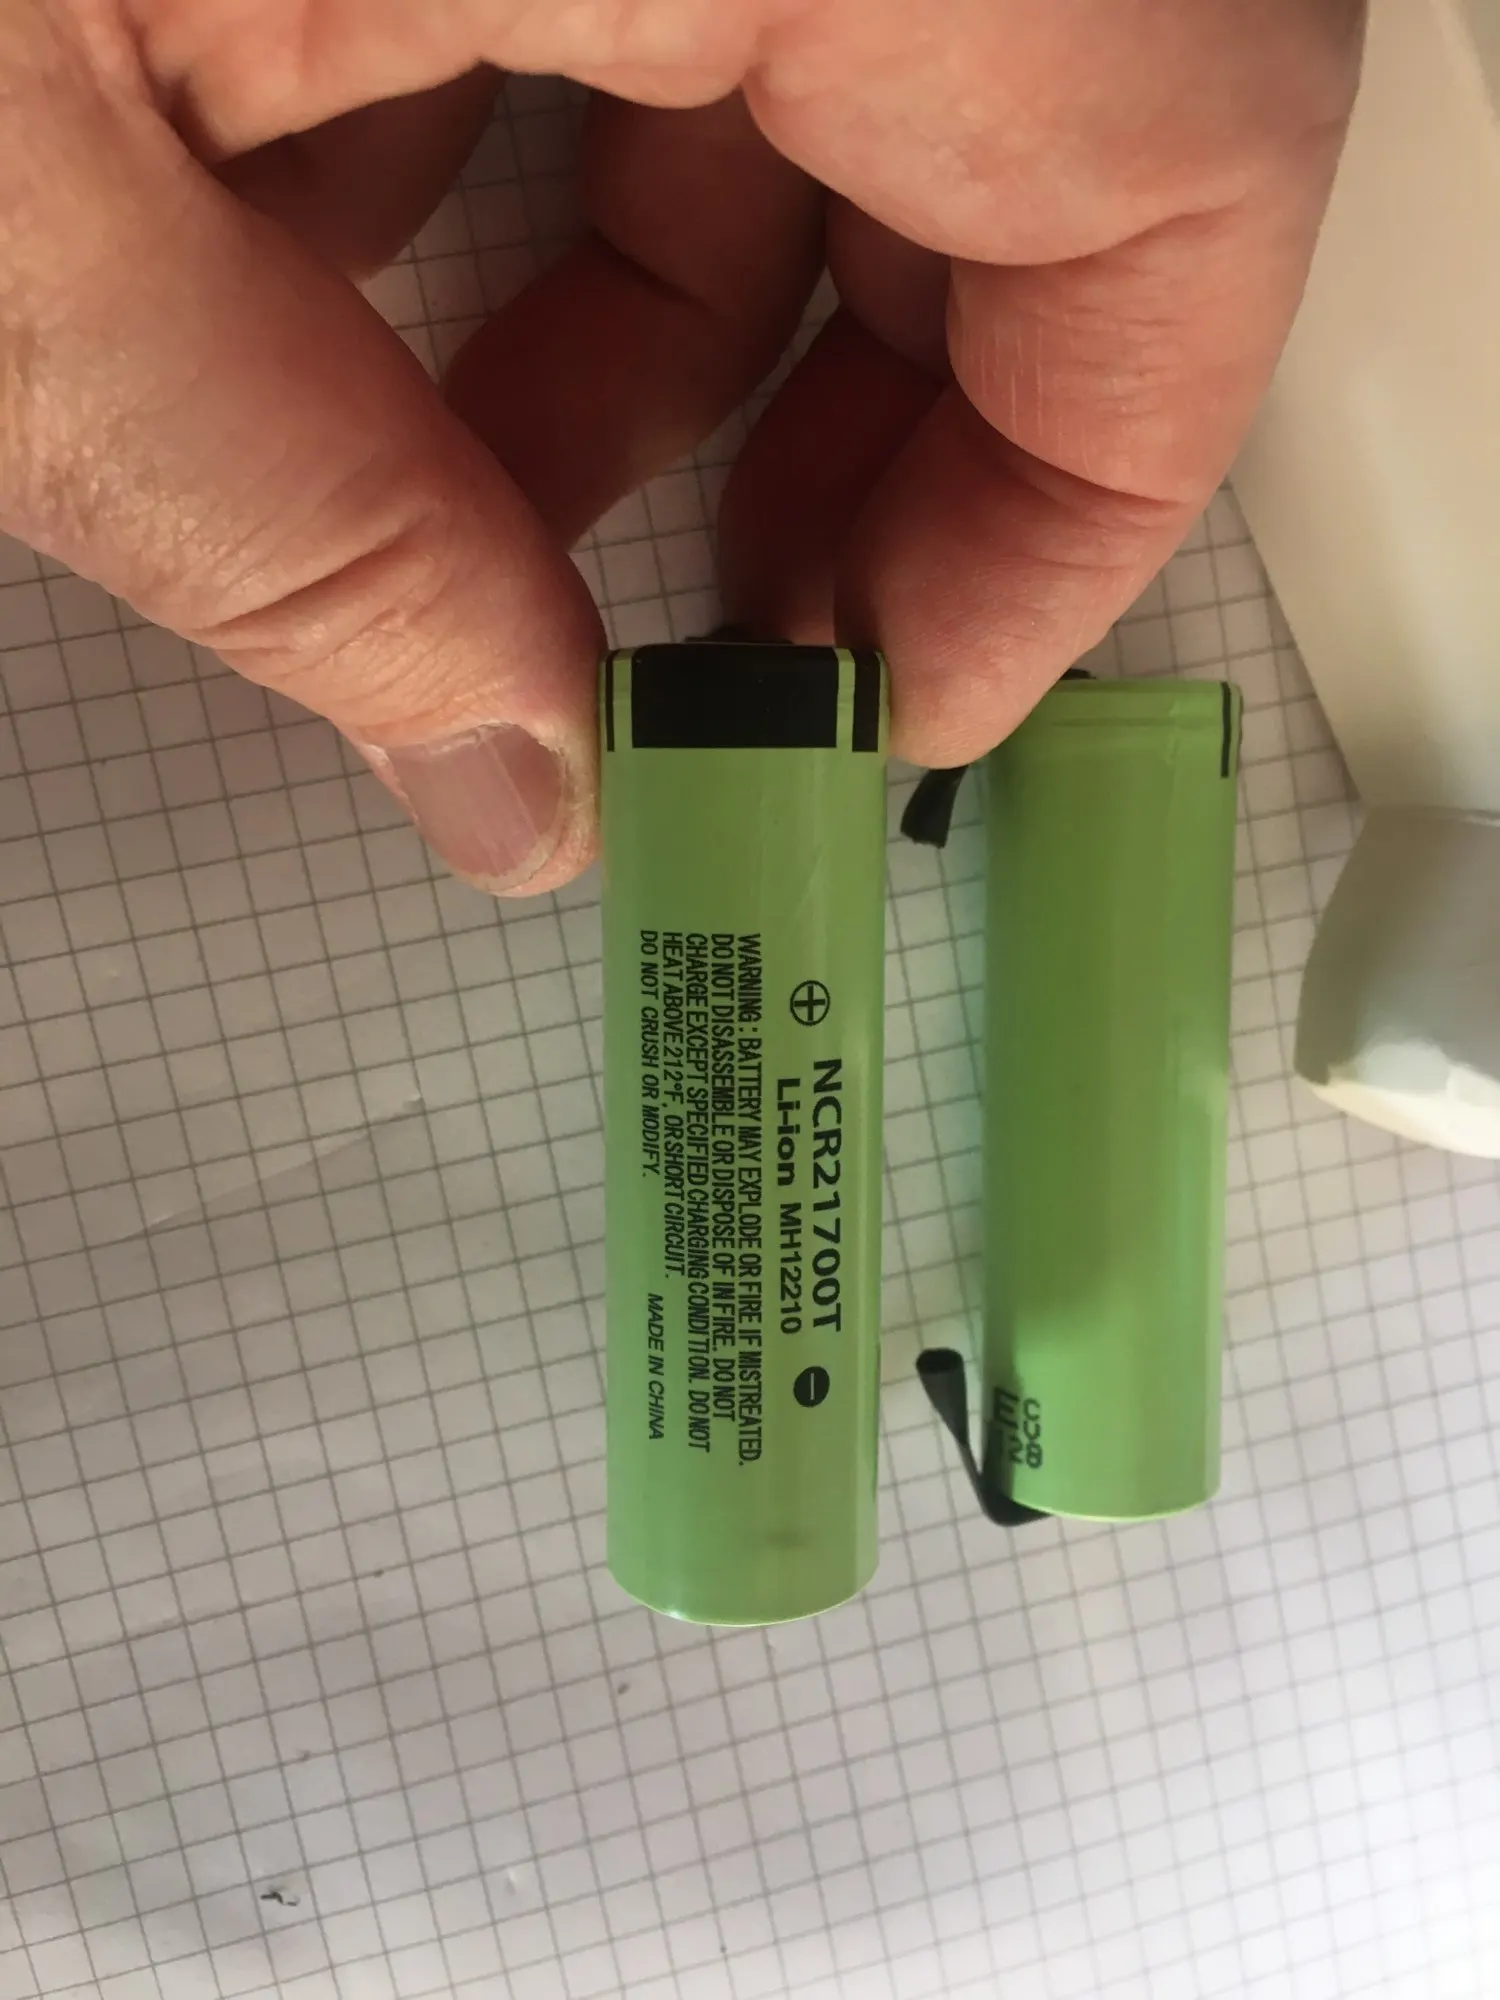 ⊕ NCR21700T ⊖
Li-ion MH12210
WARNING : BATTERY MAY EXPLODE OR FIRE IF MISTREATED.
DO NOT DISASSEMBLE OR DISPOSE OF IN FIRE. DO NOT
CHARGE EXCEPT SPECIFIED CHARGING CONDITION. DO NOT
HEAT ABOVE 212°F, OR SHORT CIRCUIT.
DO NOT CRUSH OR MODIFY. MADE IN CHINA